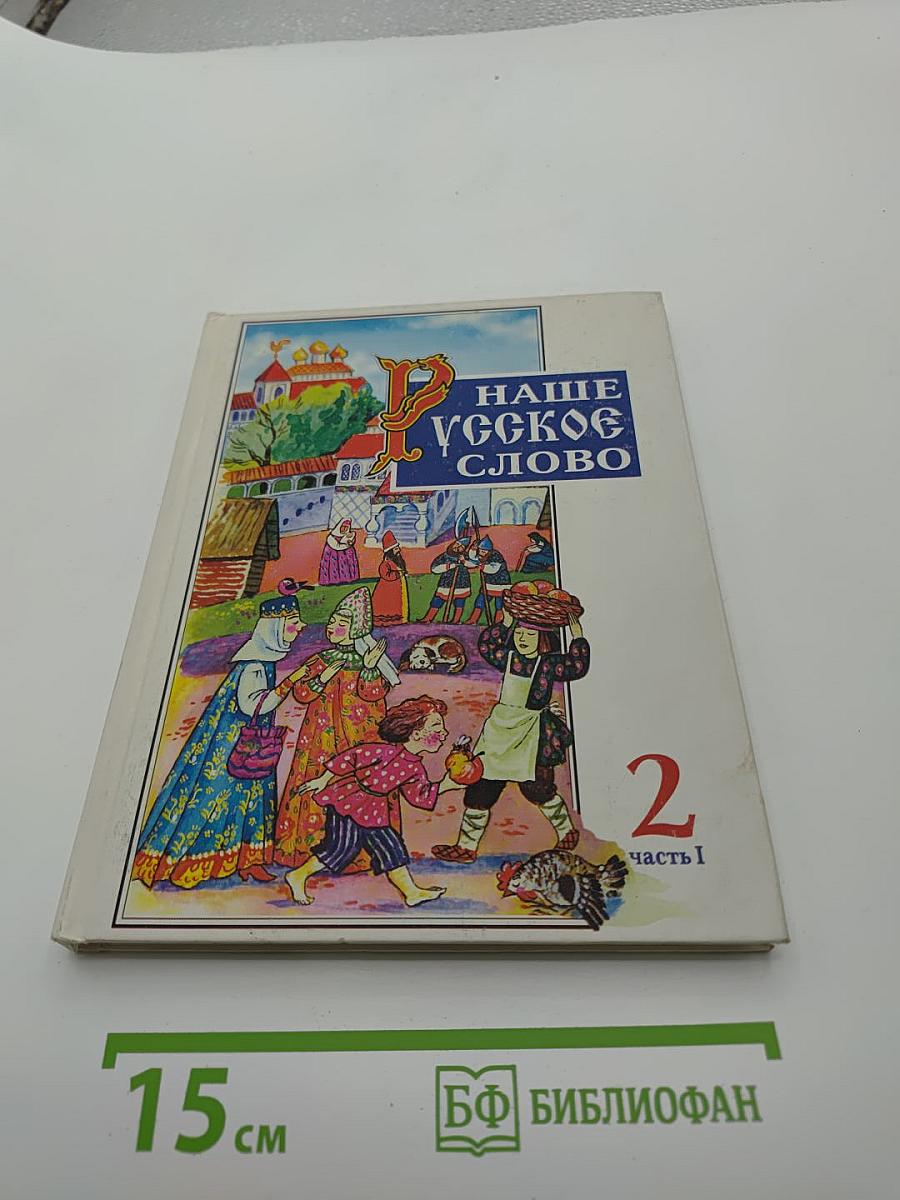 НАШЕ
РУССКОЕ
СЛОВО
2
часть I
15 см
БФ БИБЛИОФАН